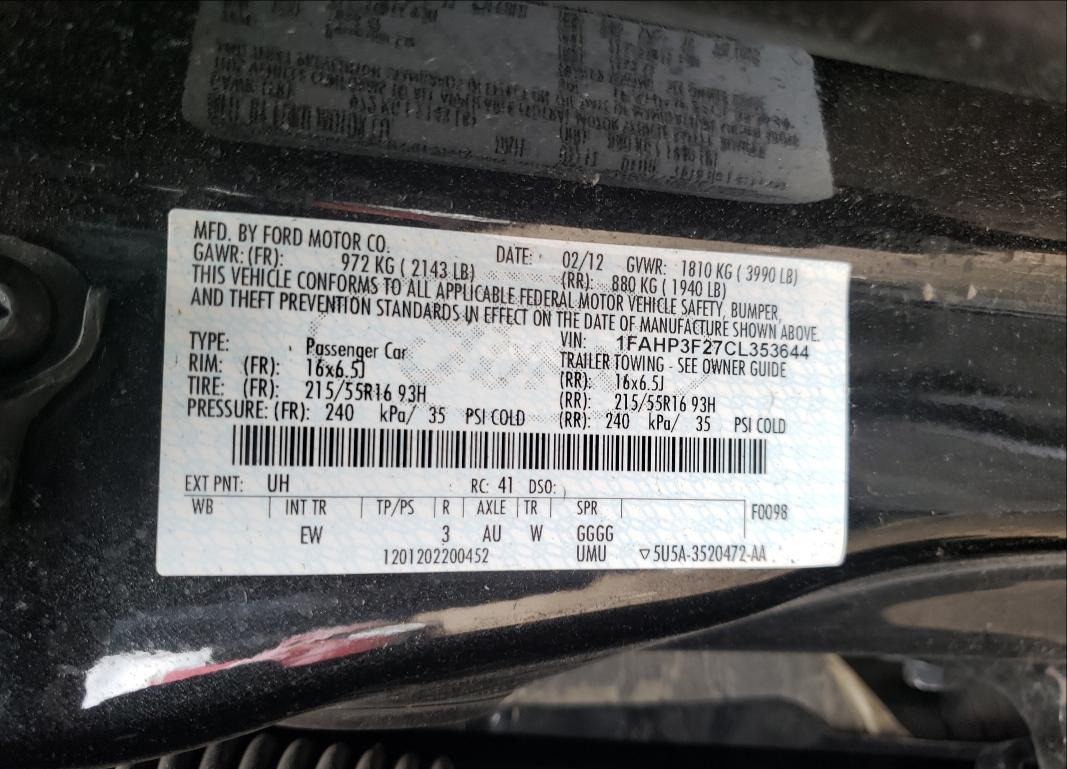 MFD. BY FORD MOTOR CO.
DATE: 02/12 GVWR: 1810 KG ( 3990 LB)
GAWR: (FR): 972 KG ( 2143 LB) (RR): 880 KG ( 1940 LB)
THIS VEHICLE CONFORMS TO ALL APPLICABLE FEDERAL MOTOR VEHICLE SAFETY, BUMPER,
AND THEFT PREVENTION STANDARDS IN EFFECT ON THE DATE OF MANUFACTURE SHOWN ABOVE.
VIN: 1FAHP3F27CL353644
TYPE: Passenger Car TRAILER TOWING - SEE OWNER GUIDE
RIM: (FR): 16x6.5J (RR): 16x6.5J
TIRE: (FR): 215/55R16 93H (RR): 215/55R16 93H
PRESSURE: (FR): 240 kPa/ 35 PSI COLD (RR): 240 kPa/ 35 PSI COLD
EXT PNT: UH RC: 41 DSO:
WB INT TR TP/PS R AXLE TR SPR F0098
EW 3 AU W GGGG
1201202200452 UMU ▽5U5A-3520472-AA